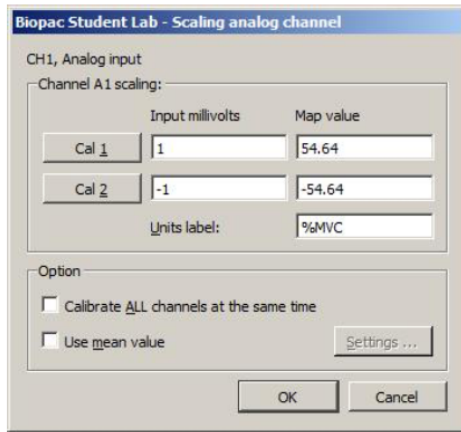 Biopac Student Lab - Scaling analog channel
CH1, Analog input
Channel A1 scaling:
Input millivolts Map value
Cal 1 1 54.64
Cal 2 -1 -54.64
Units label: %MVC
Option
Calibrate ALL channels at the same time
Use mean value Settings ...
OK Cancel